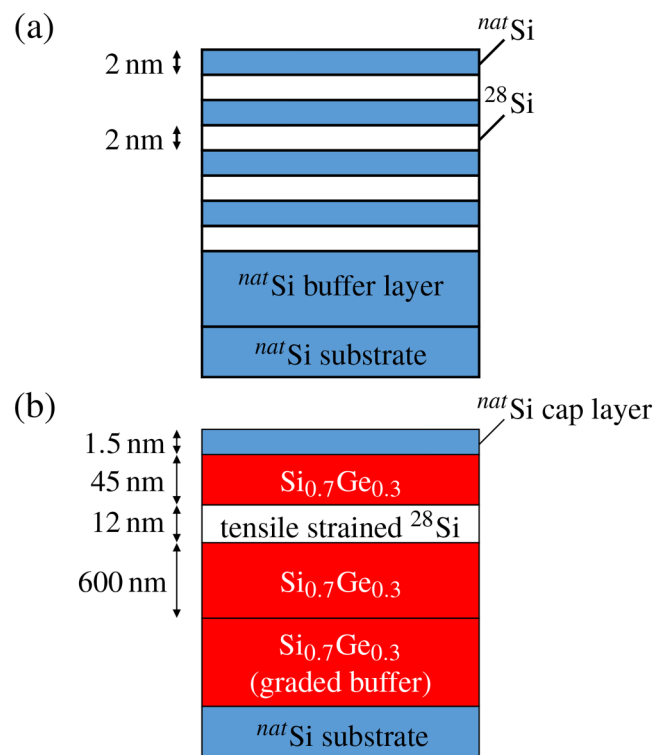 (a)
natSi
2 nm
28Si
2 nm
natSi buffer layer
natSi substrate
(b)
natSi cap layer
1.5 nm
45 nm
Si0.7Ge0.3
12 nm
tensile strained 28Si
600 nm
Si0.7Ge0.3
Si0.7Ge0.3
(graded buffer)
natSi substrate